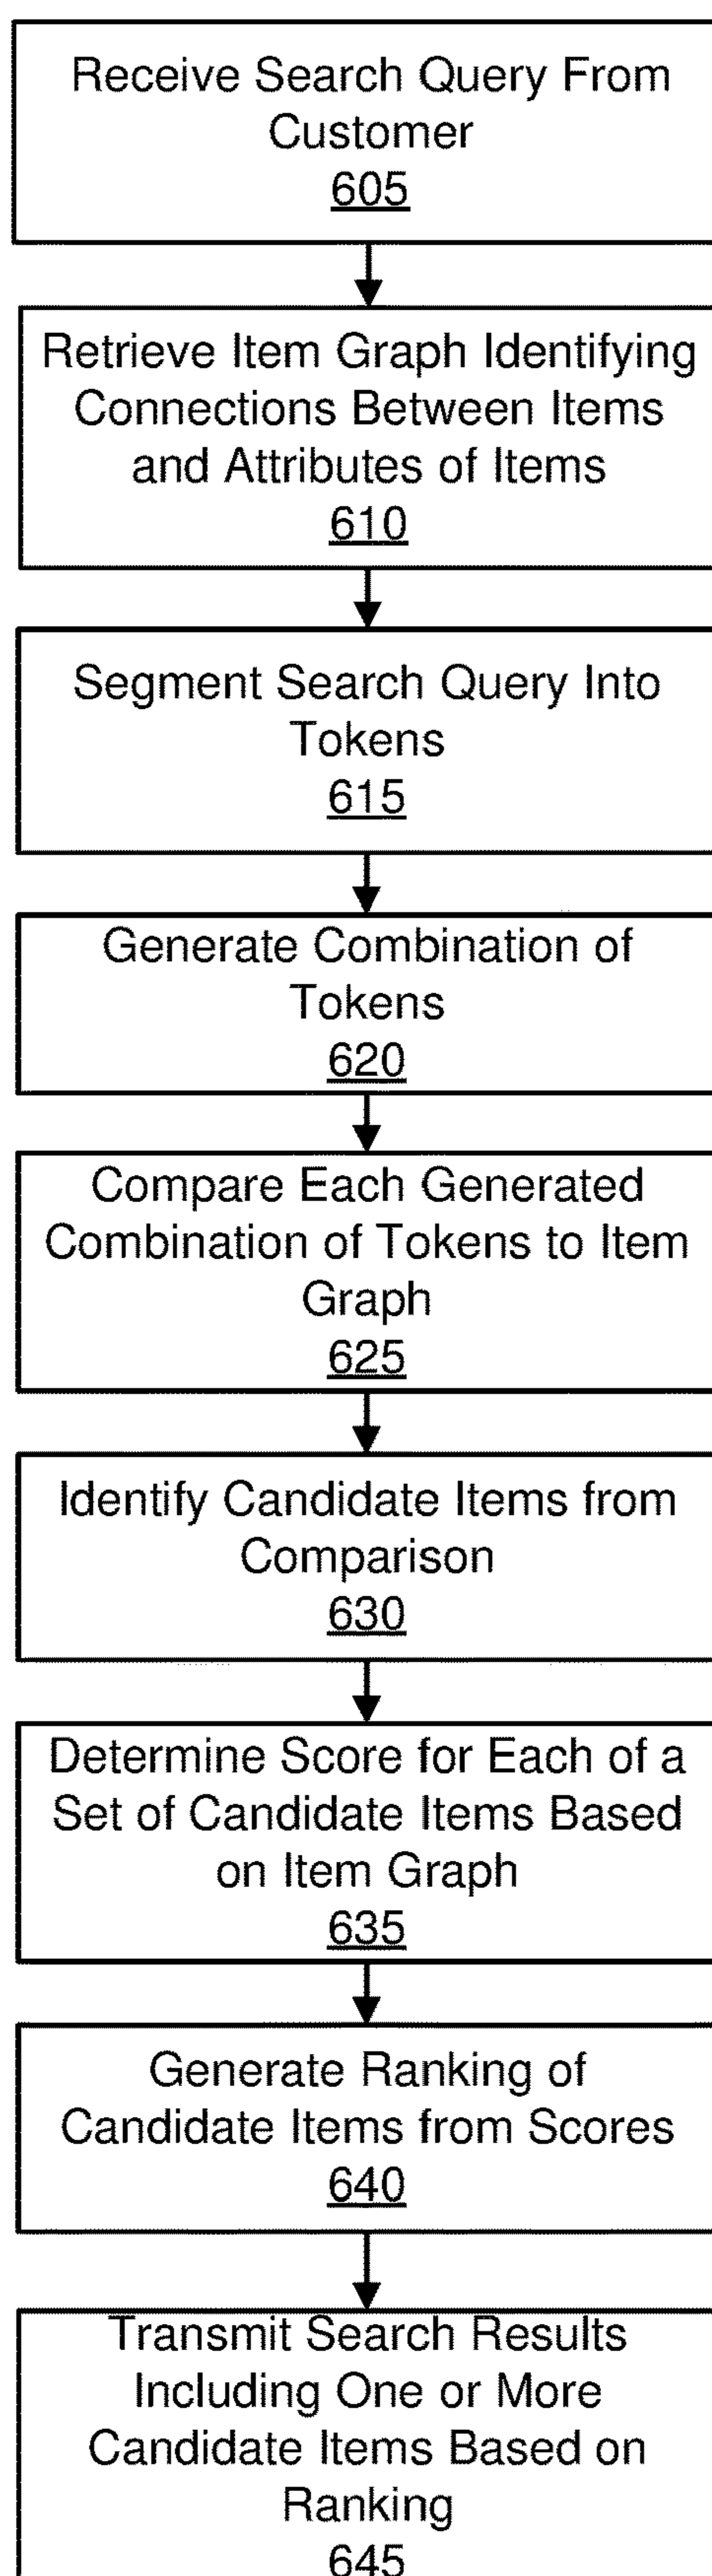 Receive Search Query From
Customer
605
Retrieve Item Graph Identifying
Connections Between Items
and Attributes of Items
610
Segment Search Query Into
Tokens
615
Generate Combination of
Tokens
620
Compare Each Generated
Combination of Tokens to Item
Graph
625
Identify Candidate Items from
Comparison
630
Determine Score for Each of a
Set of Candidate Items Based
on Item Graph
635
Generate Ranking of
Candidate Items from Scores
640
Transmit Search Results
Including One or More
Candidate Items Based on
Ranking
645